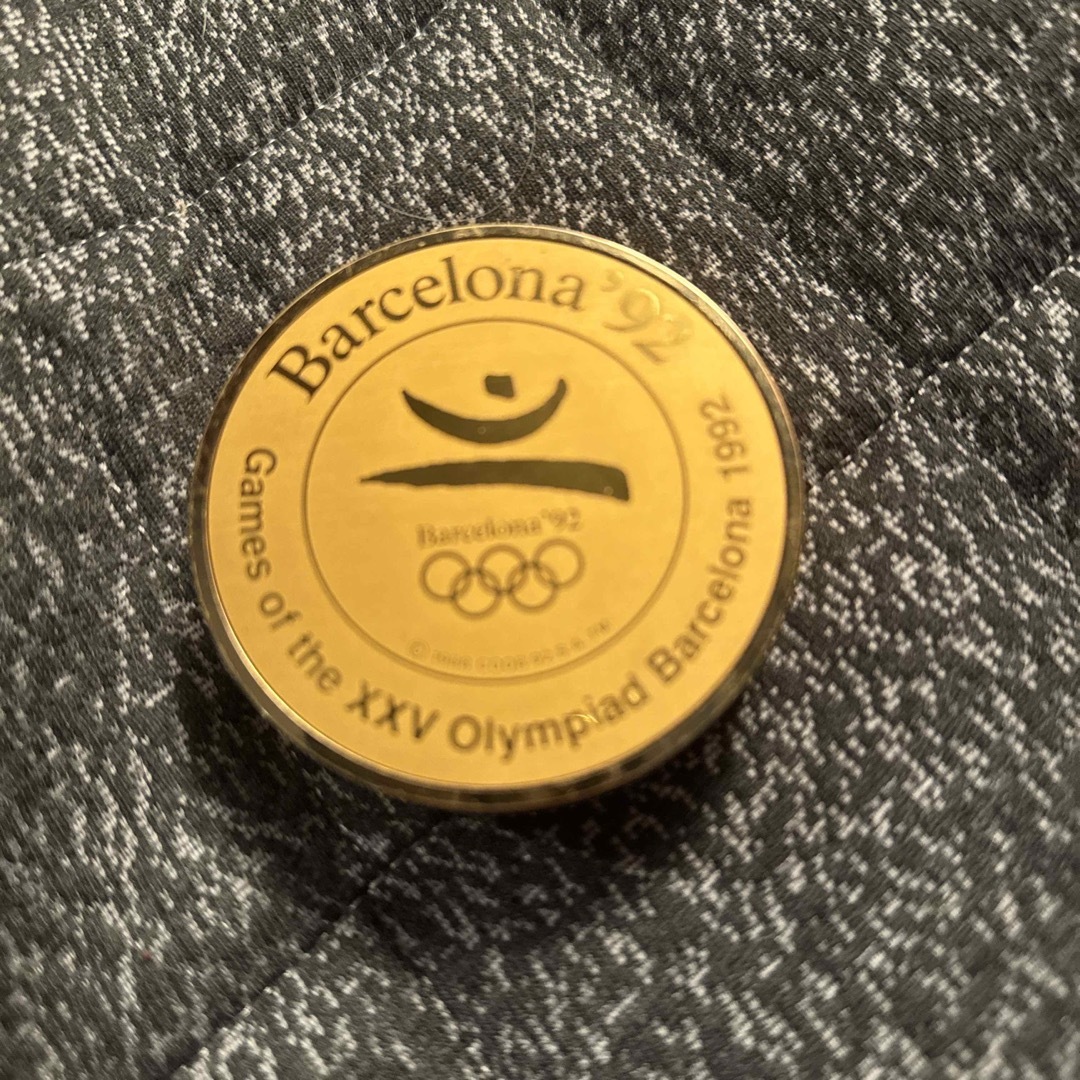 Barcelona '92
Barcelona '92
Games of the XXV Olympiad Barcelona 1992